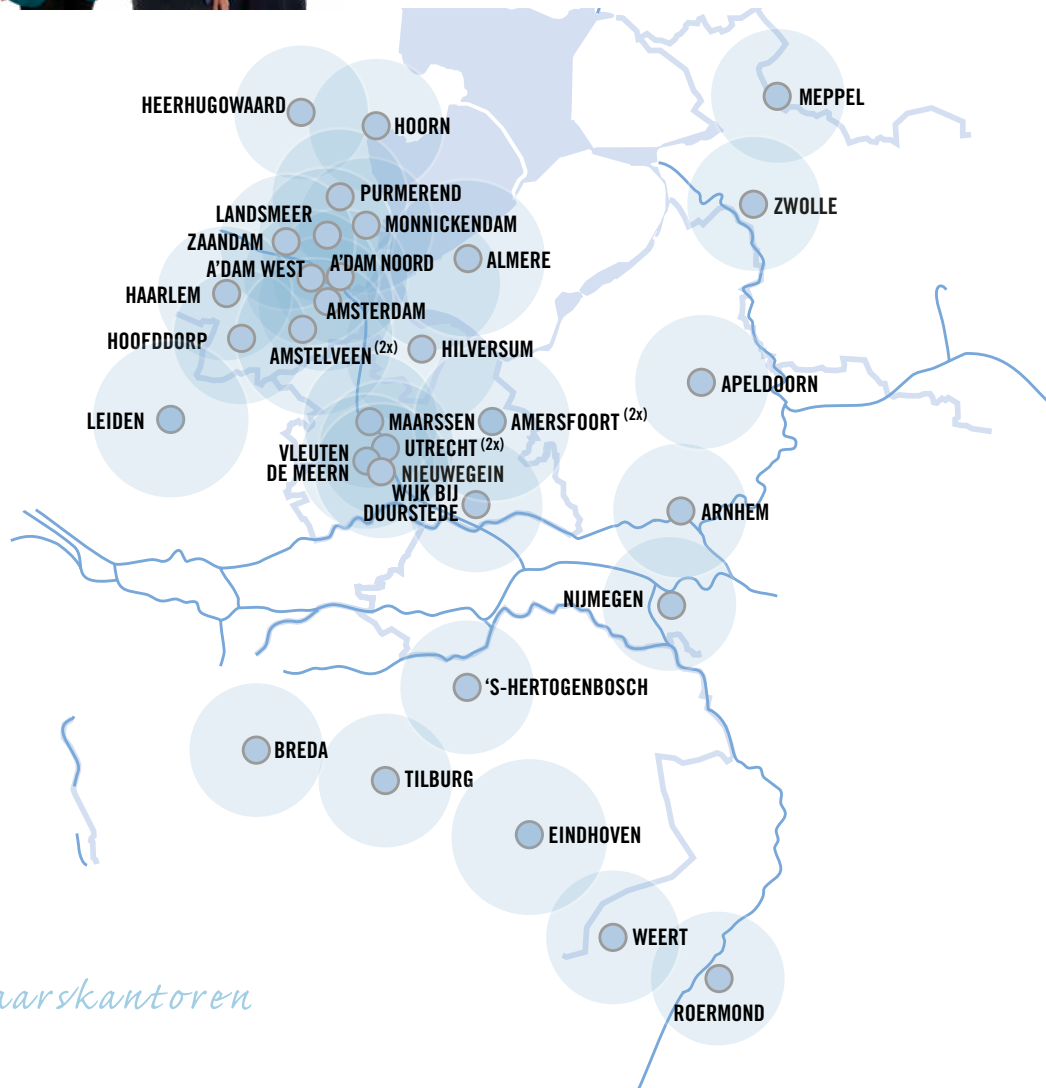 MEPPEL
HEERHUGOWAARD
HOORN
PURMEREND
ZWOLLE
LANDSMEER
MONNICKENDAM
ZAANDAM
A'DAM WEST
A'DAM NOORD
ALMERE
HAARLEM
AMSTERDAM
HOOFDDORP
AMSTELVEEN (2x)
HILVERSUM
APELDOORN
LEIDEN
MAARSSEN
AMERSFOORT (2x)
UTRECHT (2x)
VLEUTEN
DE MEERN
NIEUWEGEIN
WIJK BIJ
DUURSTEDE
ARNHEM
NIJMEGEN
‘S-HERTOGENBOSCH
BREDA
TILBURG
EINDHOVEN
WEERT
aarskantoren
ROERMOND